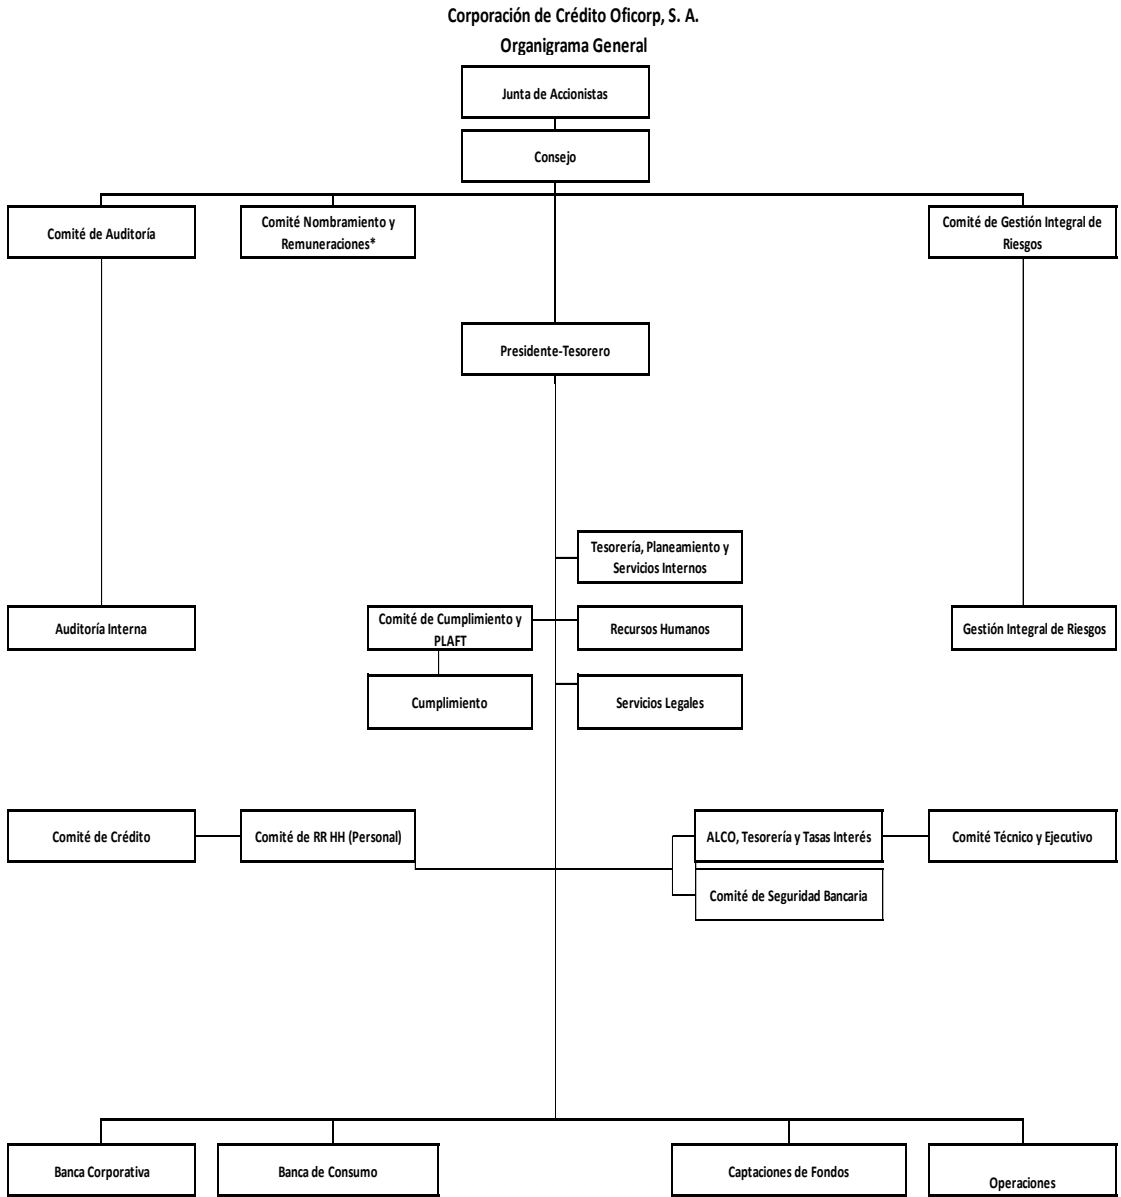 Corporación de Crédito Oficorp, S. A.
Organigrama General
Junta de Accionistas
Consejo
Comité de Auditoría
Comité Nombramiento y
Remuneraciones*
Comité de Gestión Integral de
Riesgos
Presidente-Tesorero
Tesorería, Planeamiento y
Servicios Internos
Auditoría Interna
Comité de Cumplimiento y
PLAFT
Recursos Humanos
Gestión Integral de Riesgos
Cumplimiento
Servicios Legales
Comité de Crédito
Comité de RR HH (Personal)
ALCO, Tesorería y Tasas Interés
Comité Técnico y Ejecutivo
Comité de Seguridad Bancaria
Banca Corporativa
Banca de Consumo
Captaciones de Fondos
Operaciones